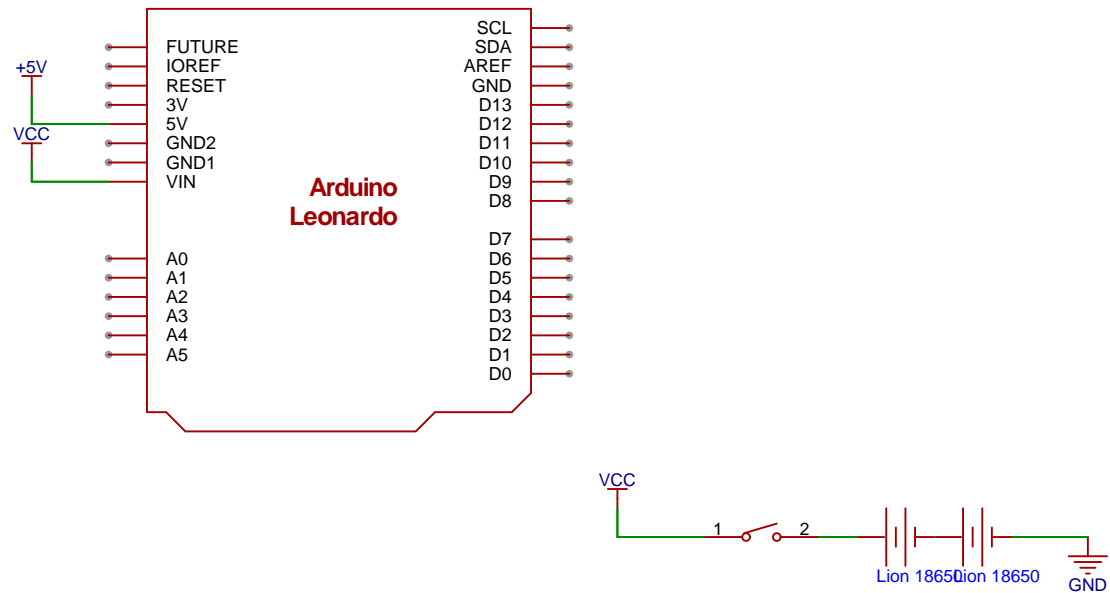 +5V
VCC
FUTURE
IOREF
RESET
3V
5V
GND2
GND1
VIN
A0
A1
A2
A3
A4
A5
Arduino
Leonardo
SCL
SDA
AREF
GND
D13
D12
D11
D10
D9
D8
D7
D6
D5
D4
D3
D2
D1
D0
VCC
1 2
Lion 18650 Lion 18650
GND